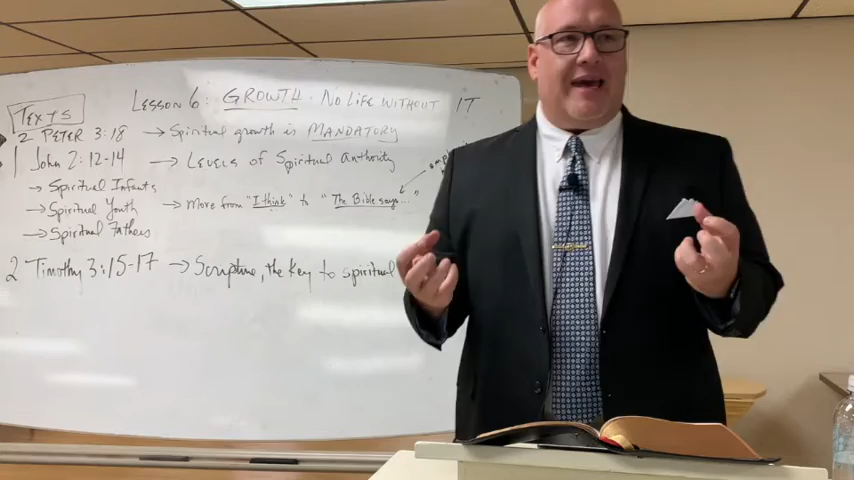 TEXTS
LESSON 6: GROWTH - NO LIFE WITHOUT IT
2 PETER 3:18 → Spiritual growth is MANDATORY
1 John 2:12-14 → LEVELS of Spiritual Authority
→ Spiritual Infants
→ Spiritual Youth → Move from "I think" to "The Bible says..."
→ Spiritual Fathers
2 Timothy 3:15-17 → Scripture, the Key to spiritual